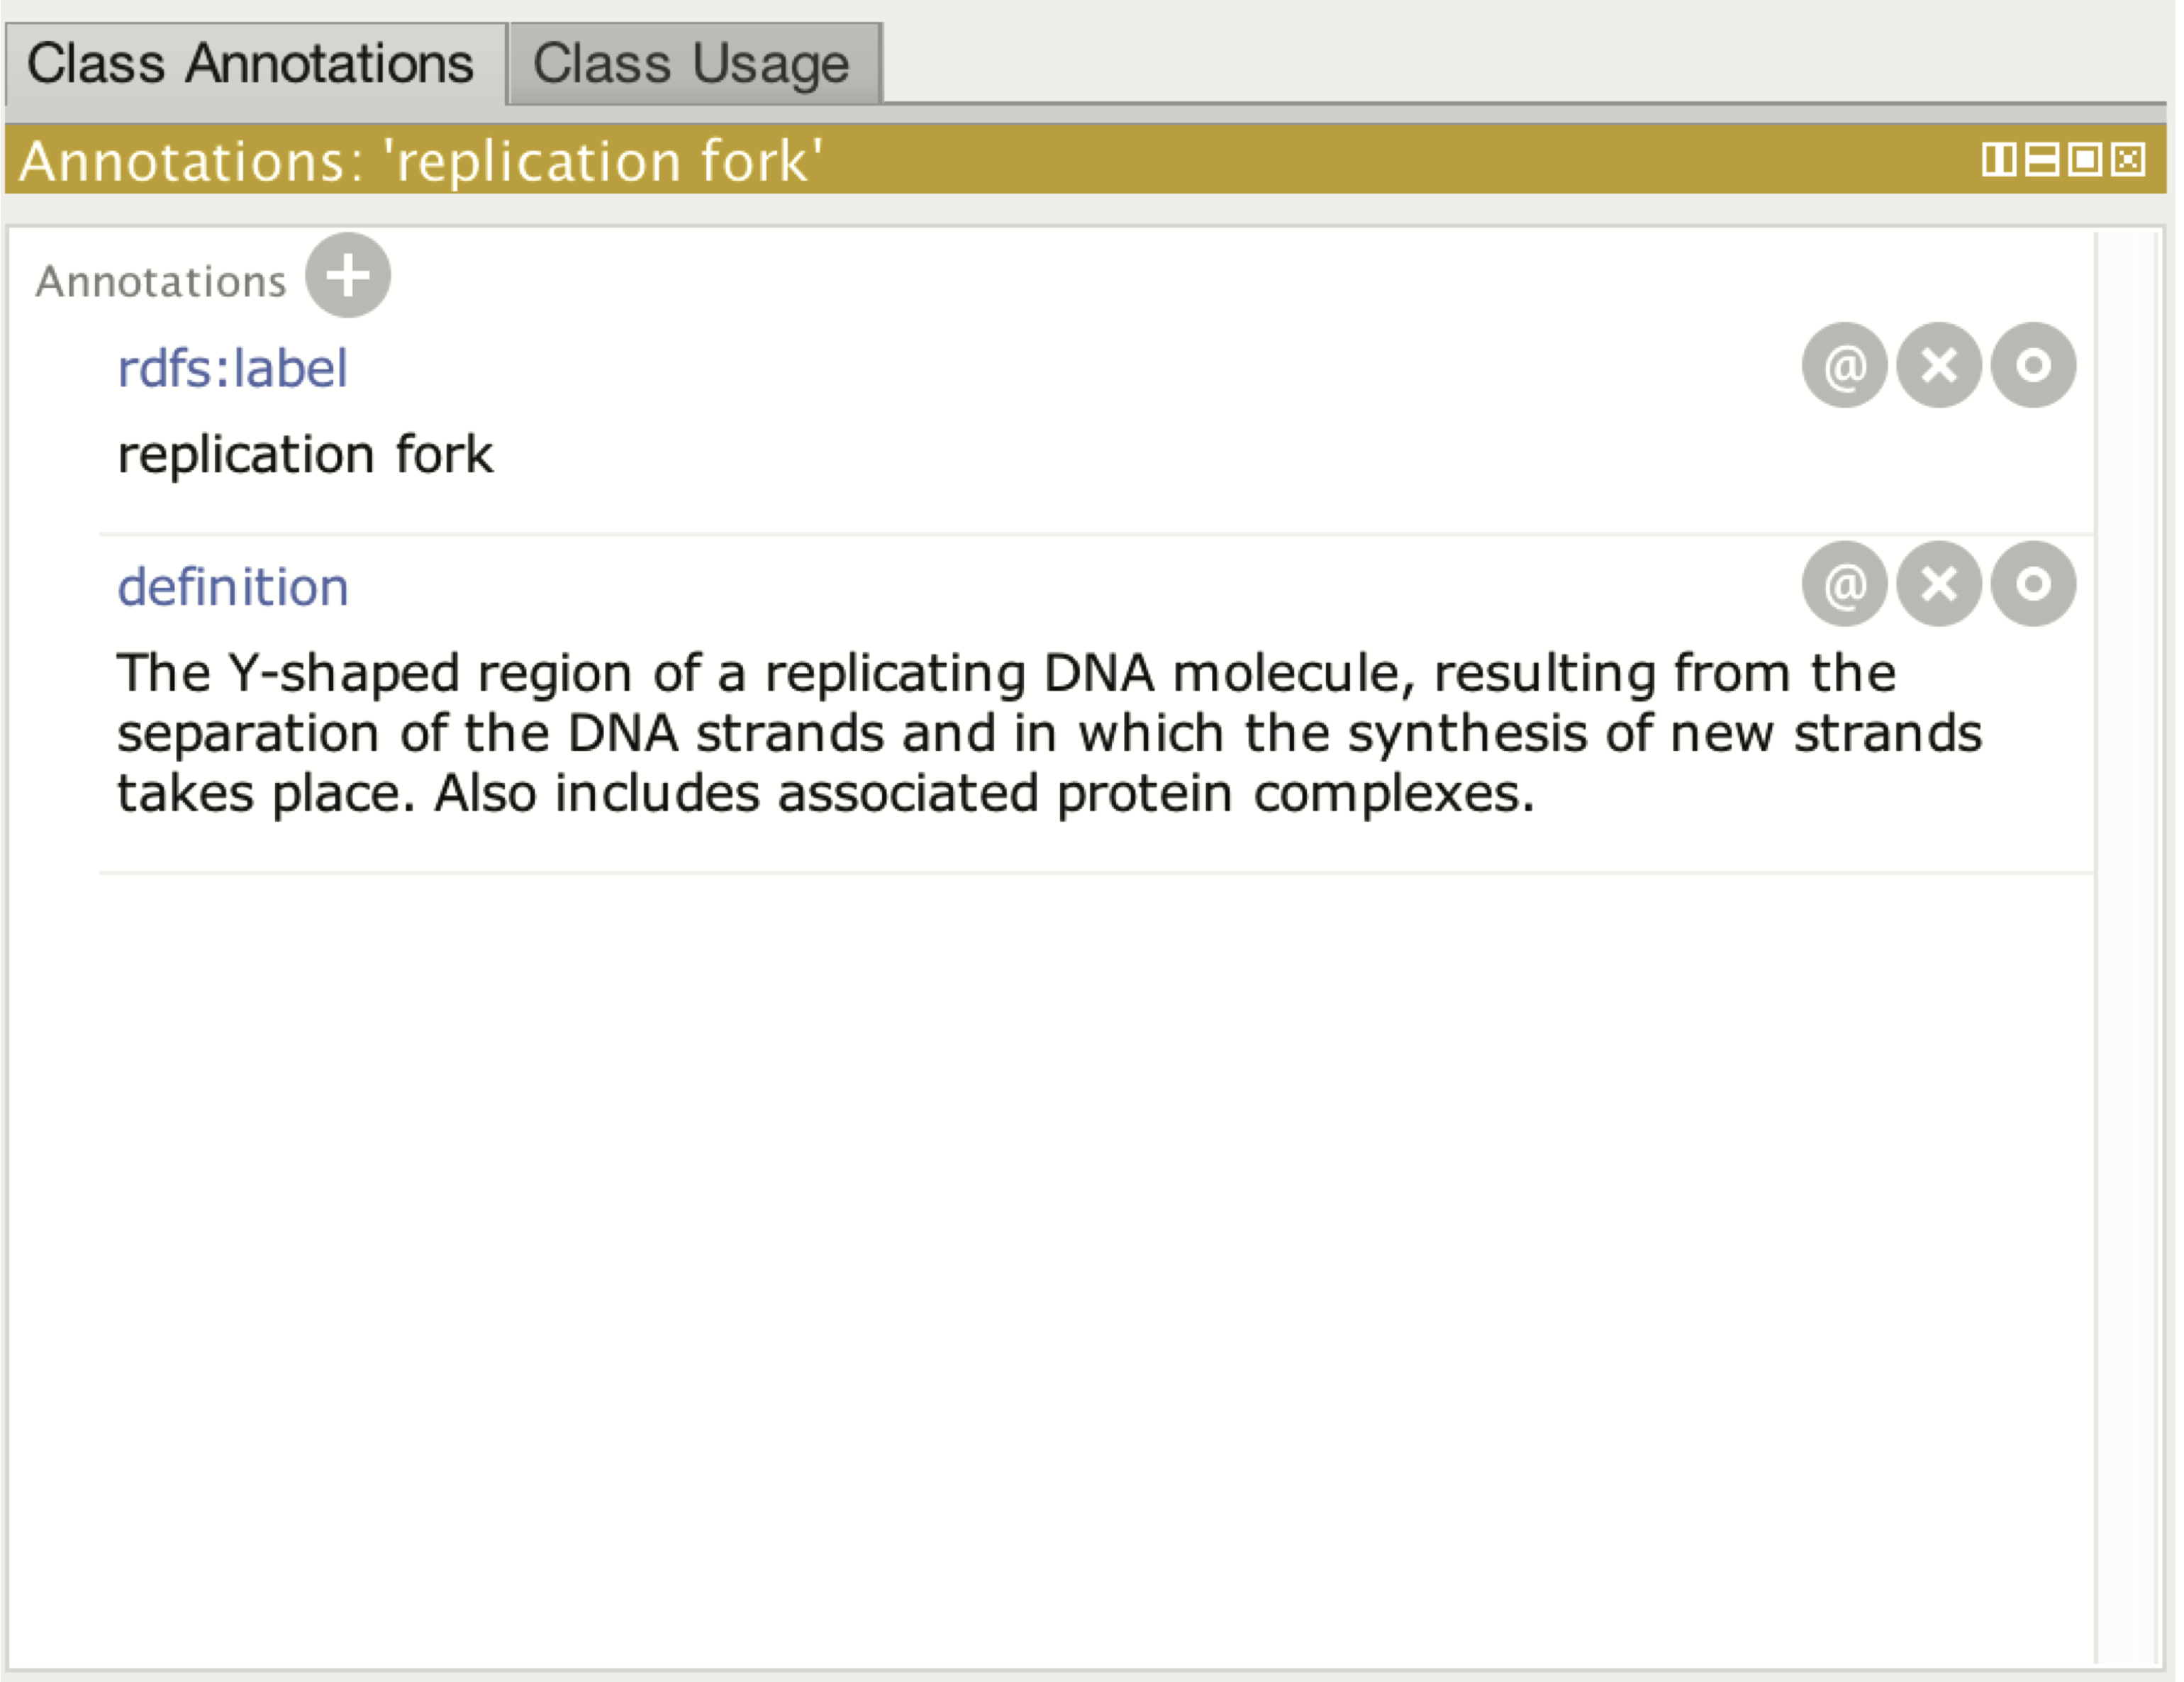 Class Annotations Class Usage
Annotations: 'replication fork'
Annotations
rdfs:label
replication fork
definition
The Y-shaped region of a replicating DNA molecule, resulting from the
separation of the DNA strands and in which the synthesis of new strands
takes place. Also includes associated protein complexes.